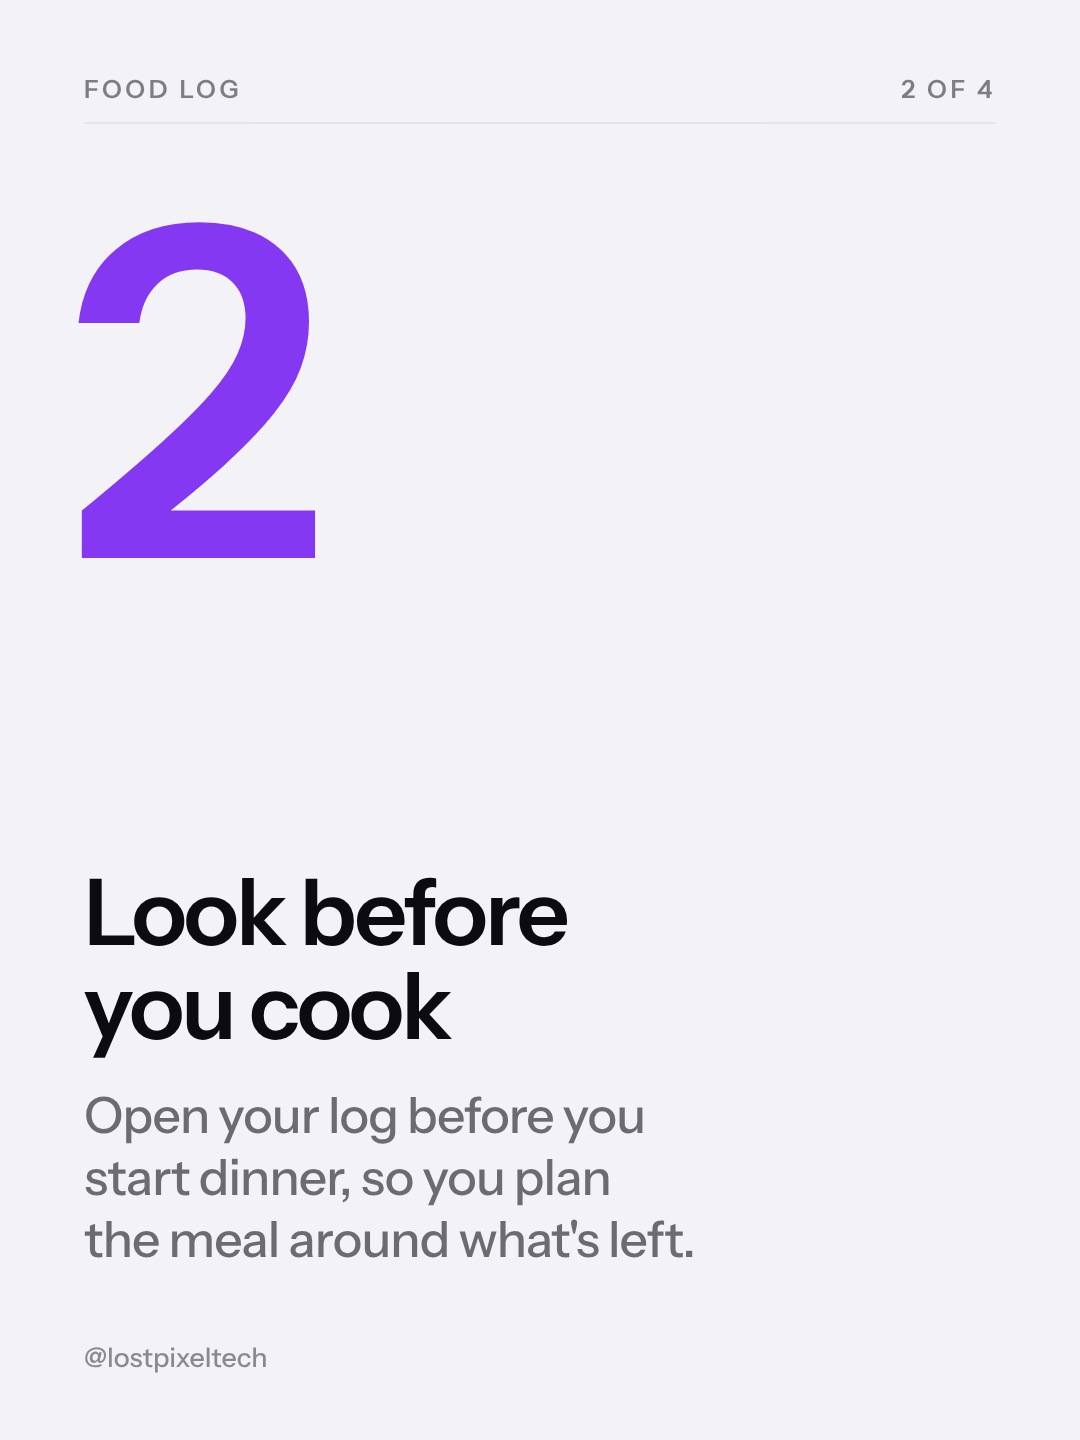 FOOD LOG
2 OF 4
2
Look before
you cook
Open your log before you
start dinner, so you plan
the meal around what's left.
@lostpixeltech